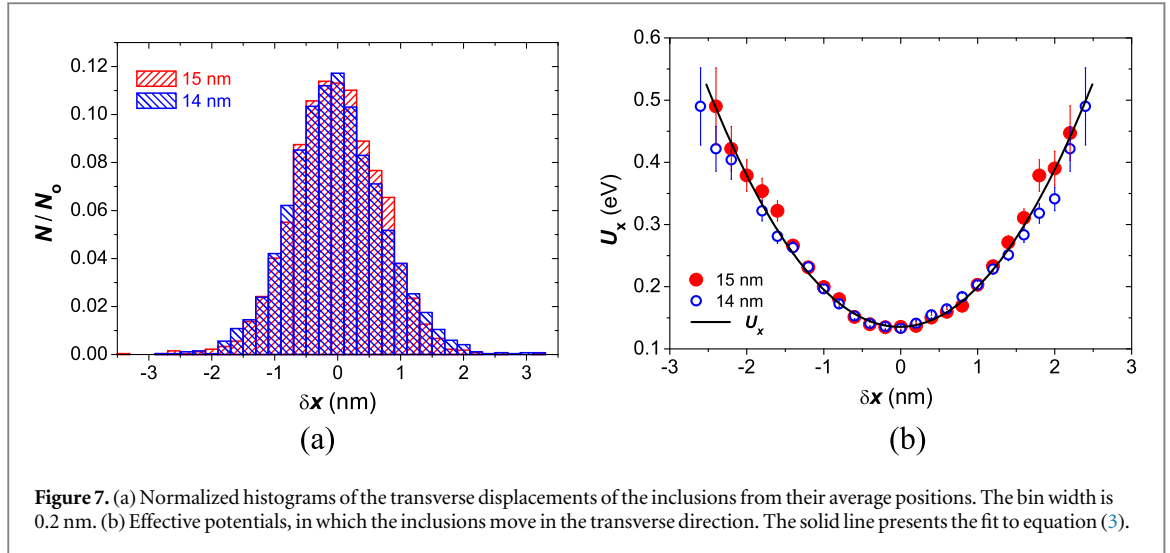 0.12
0.10
0.08
0.06
0.04
0.02
0.00
N / No
15 nm
14 nm
-3 -2 -1 0 1 2 3
δx (nm)
(a)
0.5
0.4
0.3
0.2
0.1
Ux (eV)
15 nm
14 nm
Ux
-3 -2 -1 0 1 2 3
δx (nm)
(b)
Figure 7. (a) Normalized histograms of the transverse displacements of the inclusions from their average positions. The bin width is
0.2 nm. (b) Effective potentials, in which the inclusions move in the transverse direction. The solid line presents the fit to equation (3).